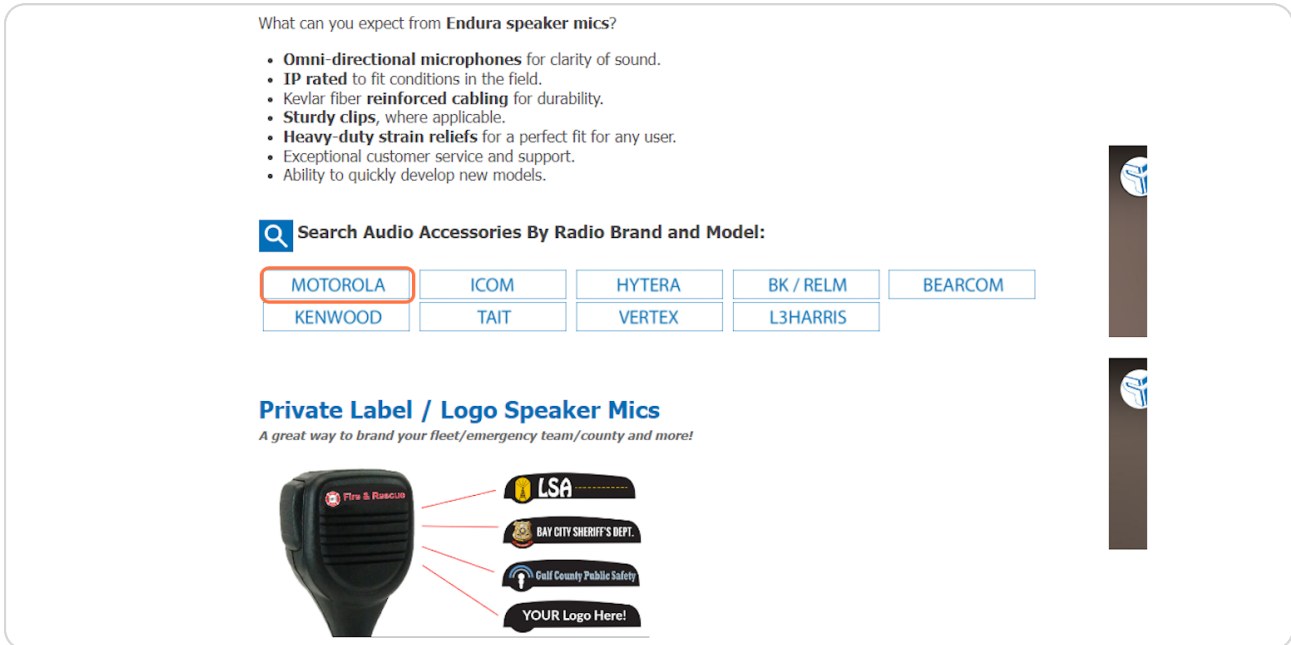 What can you expect from Endura speaker mics?
Omni-directional microphones for clarity of sound.
IP rated to fit conditions in the field.
Kevlar fiber reinforced cabling for durability.
Sturdy clips, where applicable.
Heavy-duty strain reliefs for a perfect fit for any user.
Exceptional customer service and support.
Ability to quickly develop new models.
Search Audio Accessories By Radio Brand and Model:
MOTOROLA ICOM HYTERA BK / RELM BEARCOM
KENWOOD TAIT VERTEX L3HARRIS
Private Label / Logo Speaker Mics
A great way to brand your fleet/emergency team/county and more!
Fire & Rescue
LSA
BAY CITY SHERIFF'S DEPT.
Gulf County Public Safety
YOUR Logo Here!